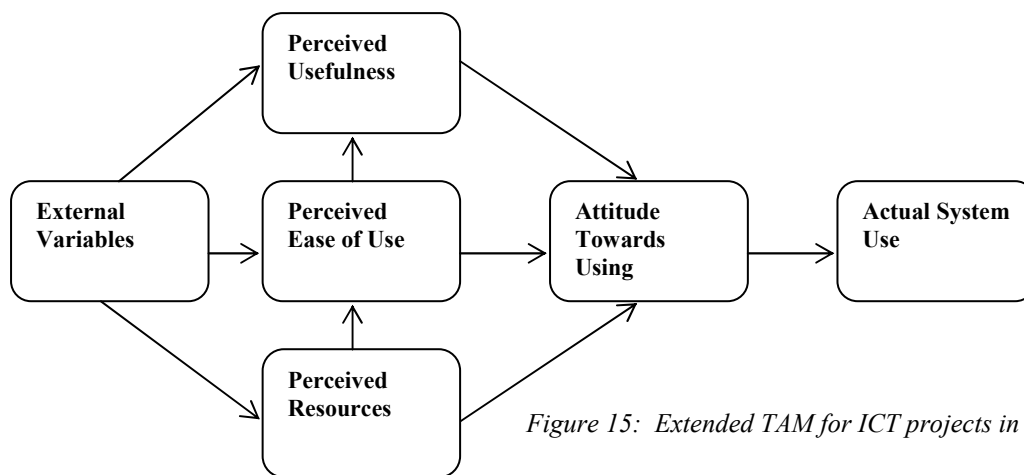 Perceived
Usefulness
External
Variables
Perceived
Ease of Use
Attitude
Towards
Using
Actual System
Use
Perceived
Resources
Figure 15: Extended TAM for ICT projects in